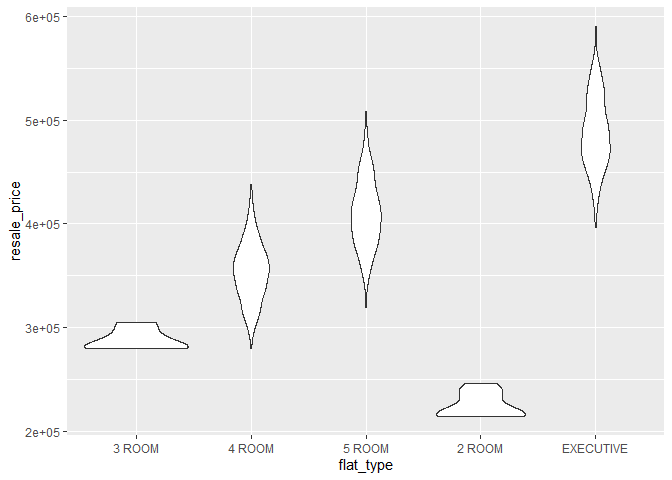 6e+05
5e+05
4e+05
3e+05
2e+05
resale_price
3 ROOM
4 ROOM
5 ROOM
2 ROOM
EXECUTIVE
flat_type